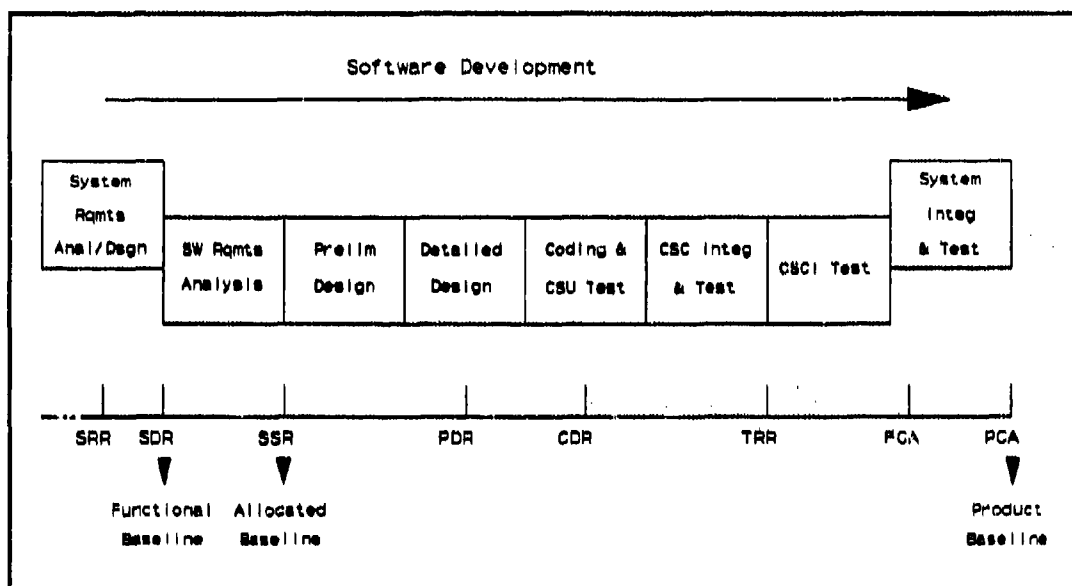 Software Development
System
Rqmts
Anal/Dsgn
SW Rqmts
Analysis
Prelim
Design
Detailed
Design
Coding &
CSU Test
CSC Integ
& Test
CSCI Test
System
Integ
& Test
SRR SDR SSR PDR CDR TRR FCA PCA
Functional
Baseline
Allocated
Baseline
Product
Baseline